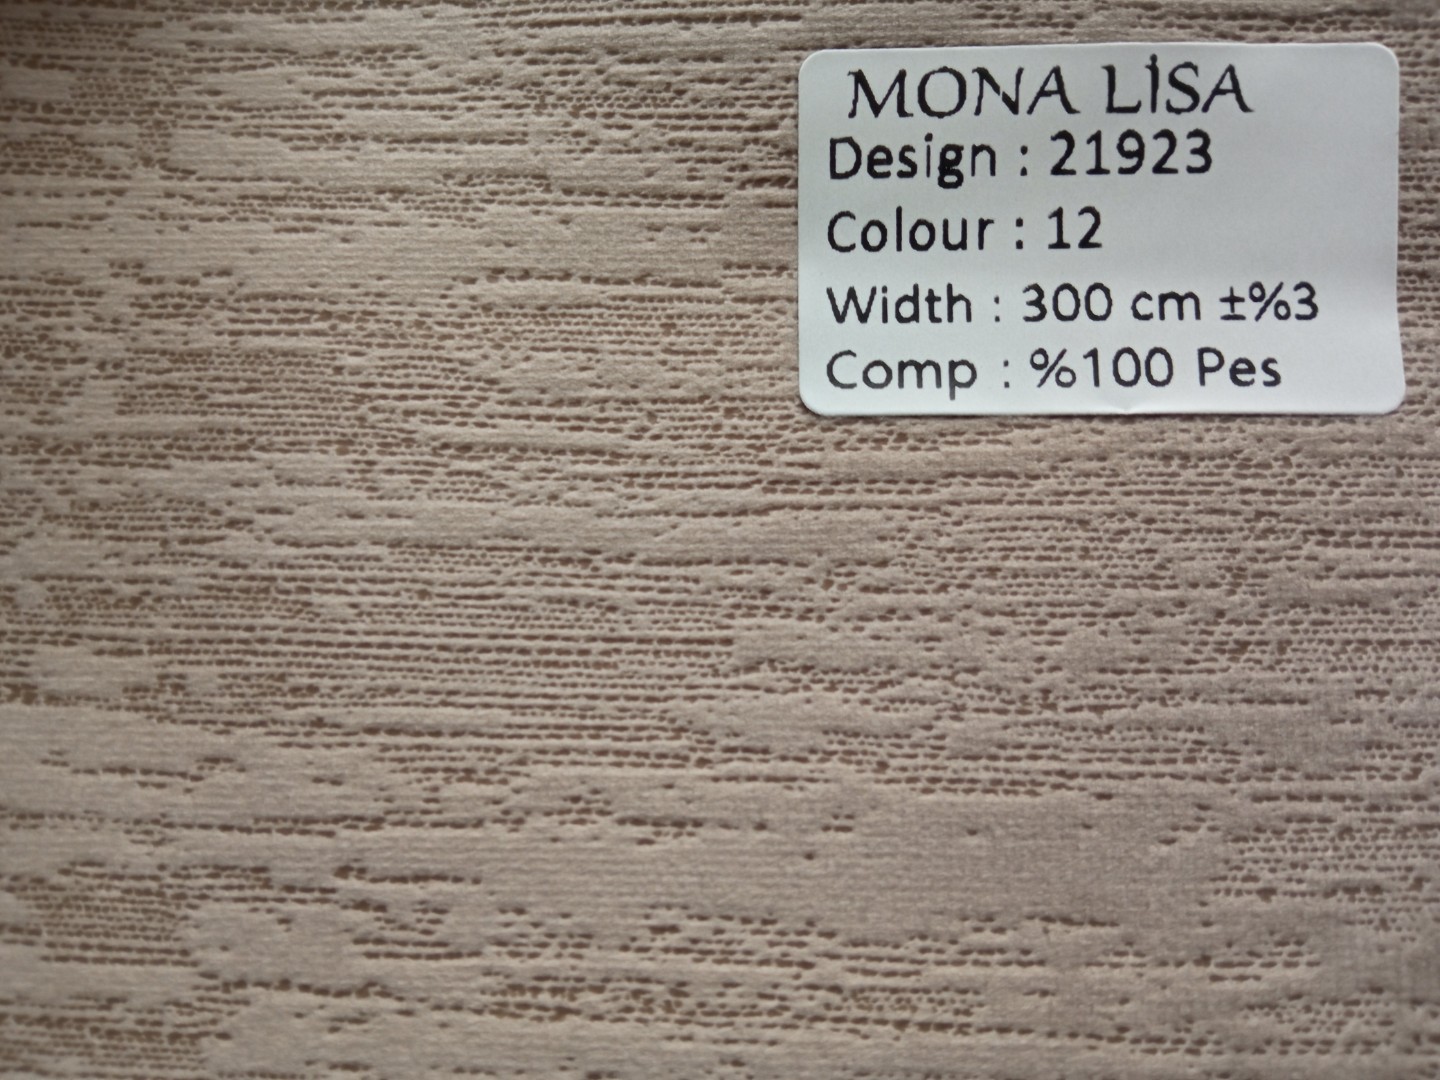 MONA LİSA
Design : 21923
Colour : 12
Width : 300 cm ±%3
Comp : %100 Pes